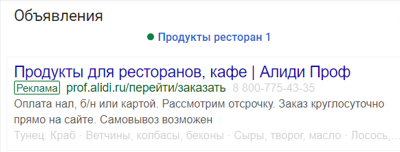 Объявления
Продукты ресторан 1
Продукты для ресторанов, кафе | Алиди Проф
Реклама prof.alidi.ru/перейти/заказать 8 800-775-43-35
Оплата нал, б/н или картой. Рассмотрим отсрочку. Заказ круглосуточно
прямо на сайте. Самовывоз возможен
Тунец. Краб · Ветчины, колбасы, беконы · Сыры, творог, масло · Лосось,...